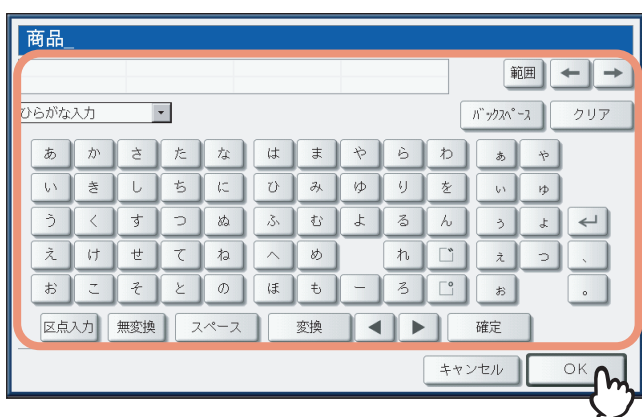 商品_
範囲 ← →
ひらがな入力 バックスペース クリア
あ か さ た な は ま や ら わ ぁ ゃ
い き し ち に ひ み ゆ り を ぃ ゅ
う く す つ ぬ ふ む よ る ん ぅ ょ ↵
え け せ て ね へ め れ ゛ ぇ っ 、
お こ そ と の ほ も ー ろ ゜ ぉ 。
区点入力 無変換 スペース 変換 ◀ ▶ 確定
キャンセル OK